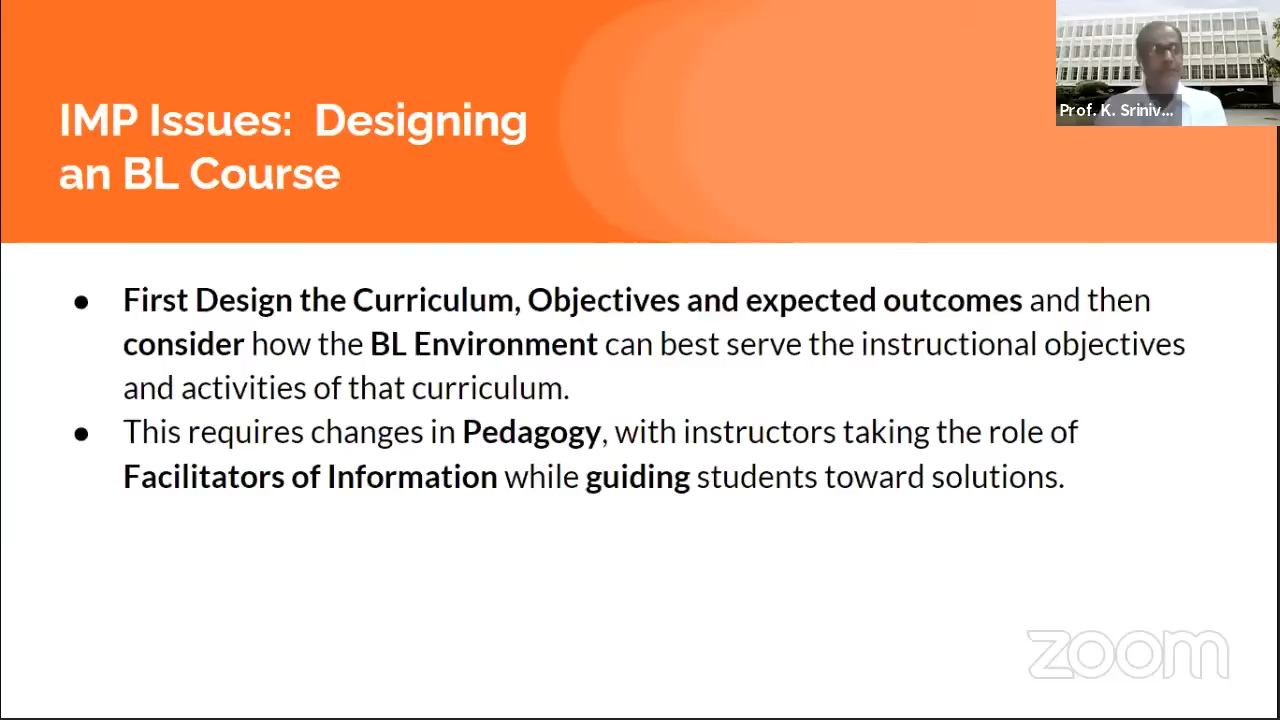 IMP Issues: Designing
an BL Course
Prof. K. Sriniv...
● First Design the Curriculum, Objectives and expected outcomes and then
consider how the BL Environment can best serve the instructional objectives
and activities of that curriculum.
● This requires changes in Pedagogy, with instructors taking the role of
Facilitators of Information while guiding students toward solutions.
zoom